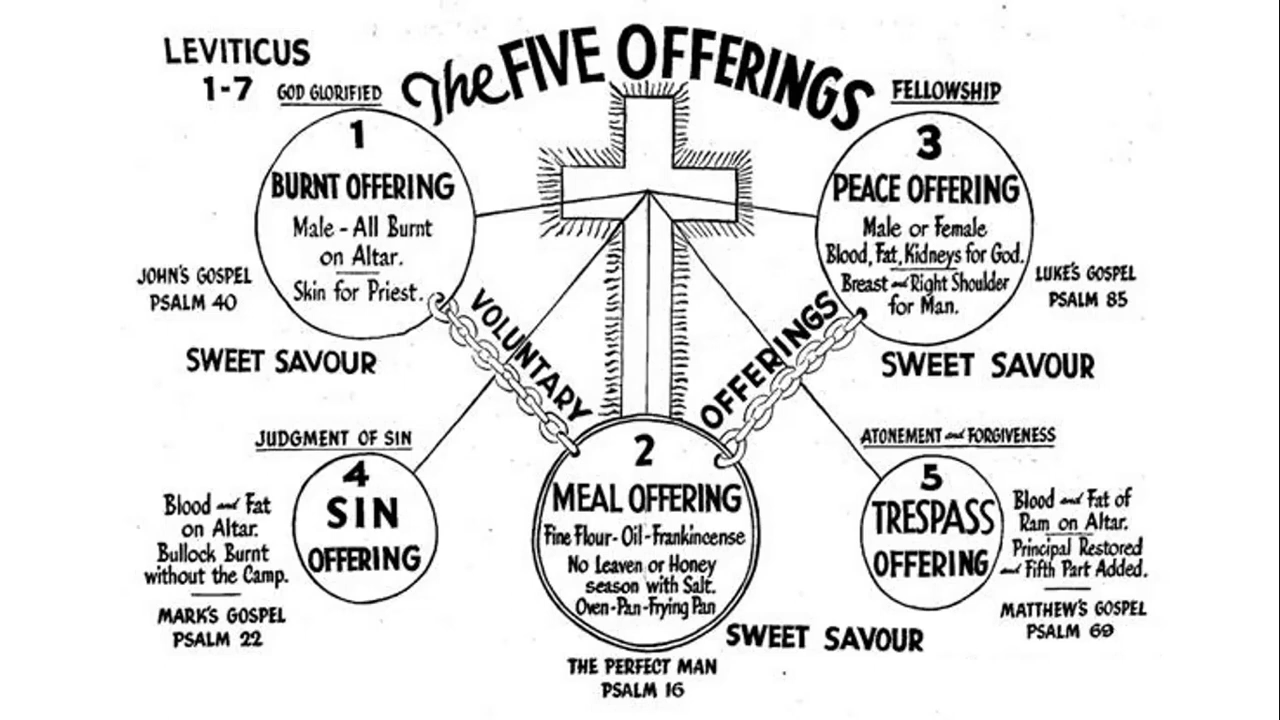 LEVITICUS
1-7
The FIVE OFFERINGS
GOD GLORIFIED
1
BURNT OFFERING
Male - All Burnt
on Altar.
Skin for Priest.
JOHN'S GOSPEL
PSALM 40
SWEET SAVOUR
FELLOWSHIP
3
PEACE OFFERING
Male or Female
Blood, Fat, Kidneys for God.
Breast and Right Shoulder
for Man.
LUKE'S GOSPEL
PSALM 85
SWEET SAVOUR
VOLUNTARY
OFFERINGS
JUDGMENT OF SIN
4
SIN
OFFERING
Blood and Fat
on Altar.
Bullock Burnt
without the Camp.
MARK'S GOSPEL
PSALM 22
2
MEAL OFFERING
Fine Flour - Oil - Frankincense
No Leaven or Honey
season with Salt.
Oven - Pan - Frying Pan
SWEET SAVOUR
THE PERFECT MAN
PSALM 16
ATONEMENT and FORGIVENESS
5
TRESPASS
OFFERING
Blood and Fat of
Ram on Altar.
Principal Restored
and Fifth Part Added.
MATTHEW'S GOSPEL
PSALM 69